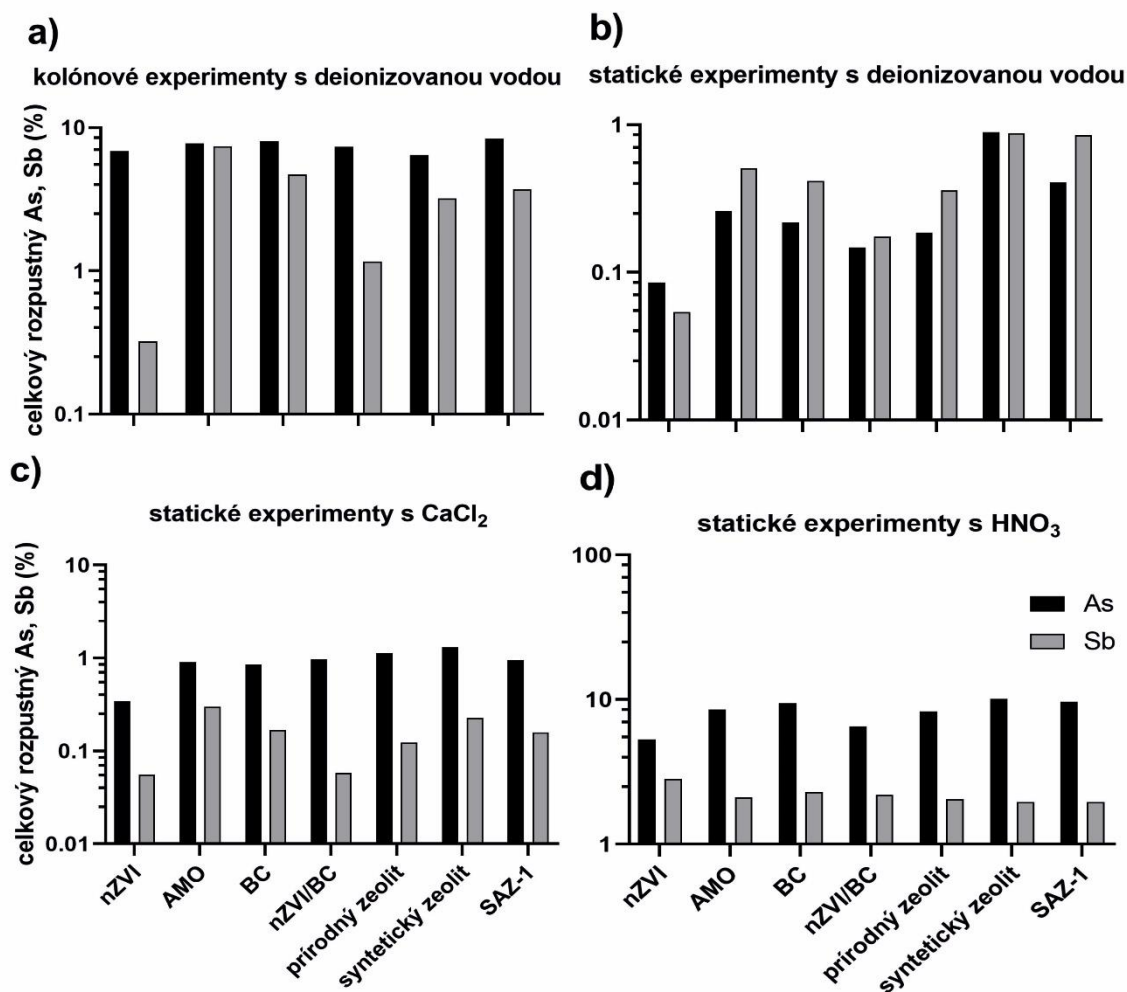 a)
kolónové experimenty s deionizovanou vodou
celkový rozpustný As, Sb (%)
10
1
0.1
b)
statické experimenty s deionizovanou vodou
1
0.1
0.01
c)
statické experimenty s CaCl₂
celkový rozpustný As, Sb (%)
10
1
0.1
0.01
nZVI
AMO
BC
nZVI/BC
prírodný zeolit
syntetický zeolit
SAZ-1
d)
statické experimenty s HNO₃
100
10
1
As
Sb
nZVI
AMO
BC
nZVI/BC
prírodný zeolit
syntetický zeolit
SAZ-1